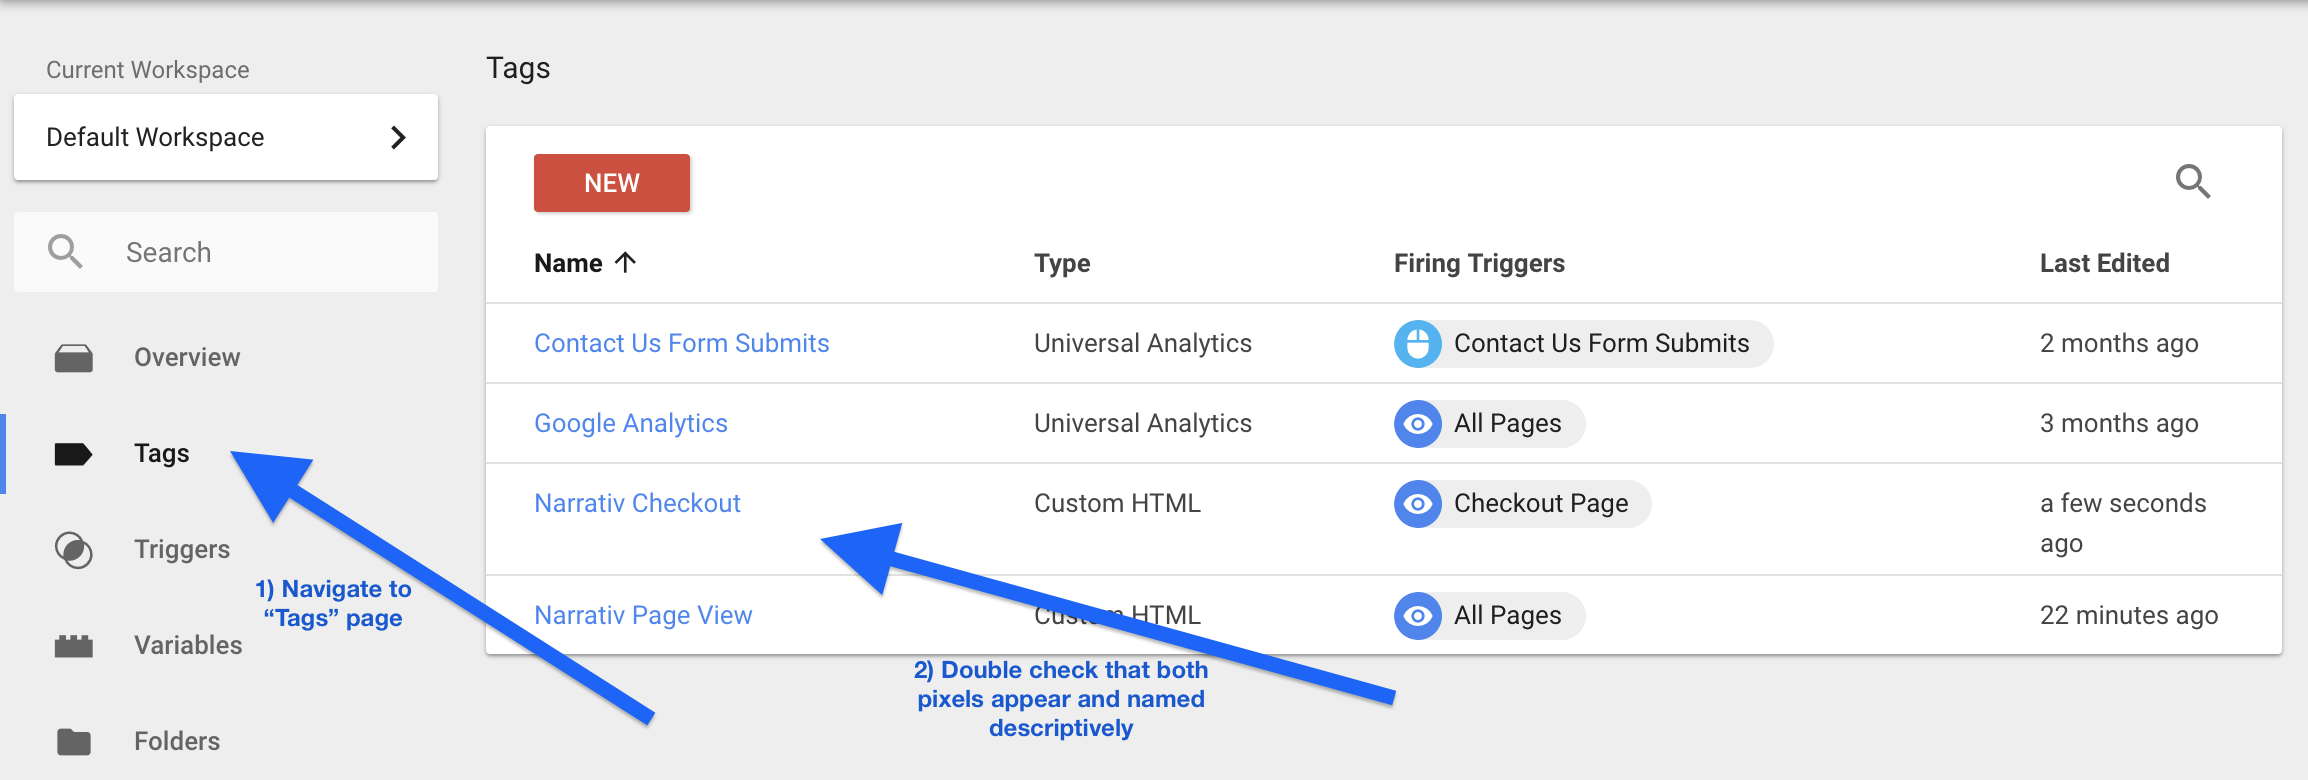 Current Workspace
Default Workspace
Search
Overview
Tags
Triggers
1) Navigate to
“Tags” page
Variables
Folders
Tags
NEW
Name Type Firing Triggers Last Edited
Contact Us Form Submits Universal Analytics Contact Us Form Submits 2 months ago
Google Analytics Universal Analytics All Pages 3 months ago
Narrativ Checkout Custom HTML Checkout Page a few seconds
ago
Narrativ Page View Custom HTML All Pages 22 minutes ago
2) Double check that both
pixels appear and named
descriptively